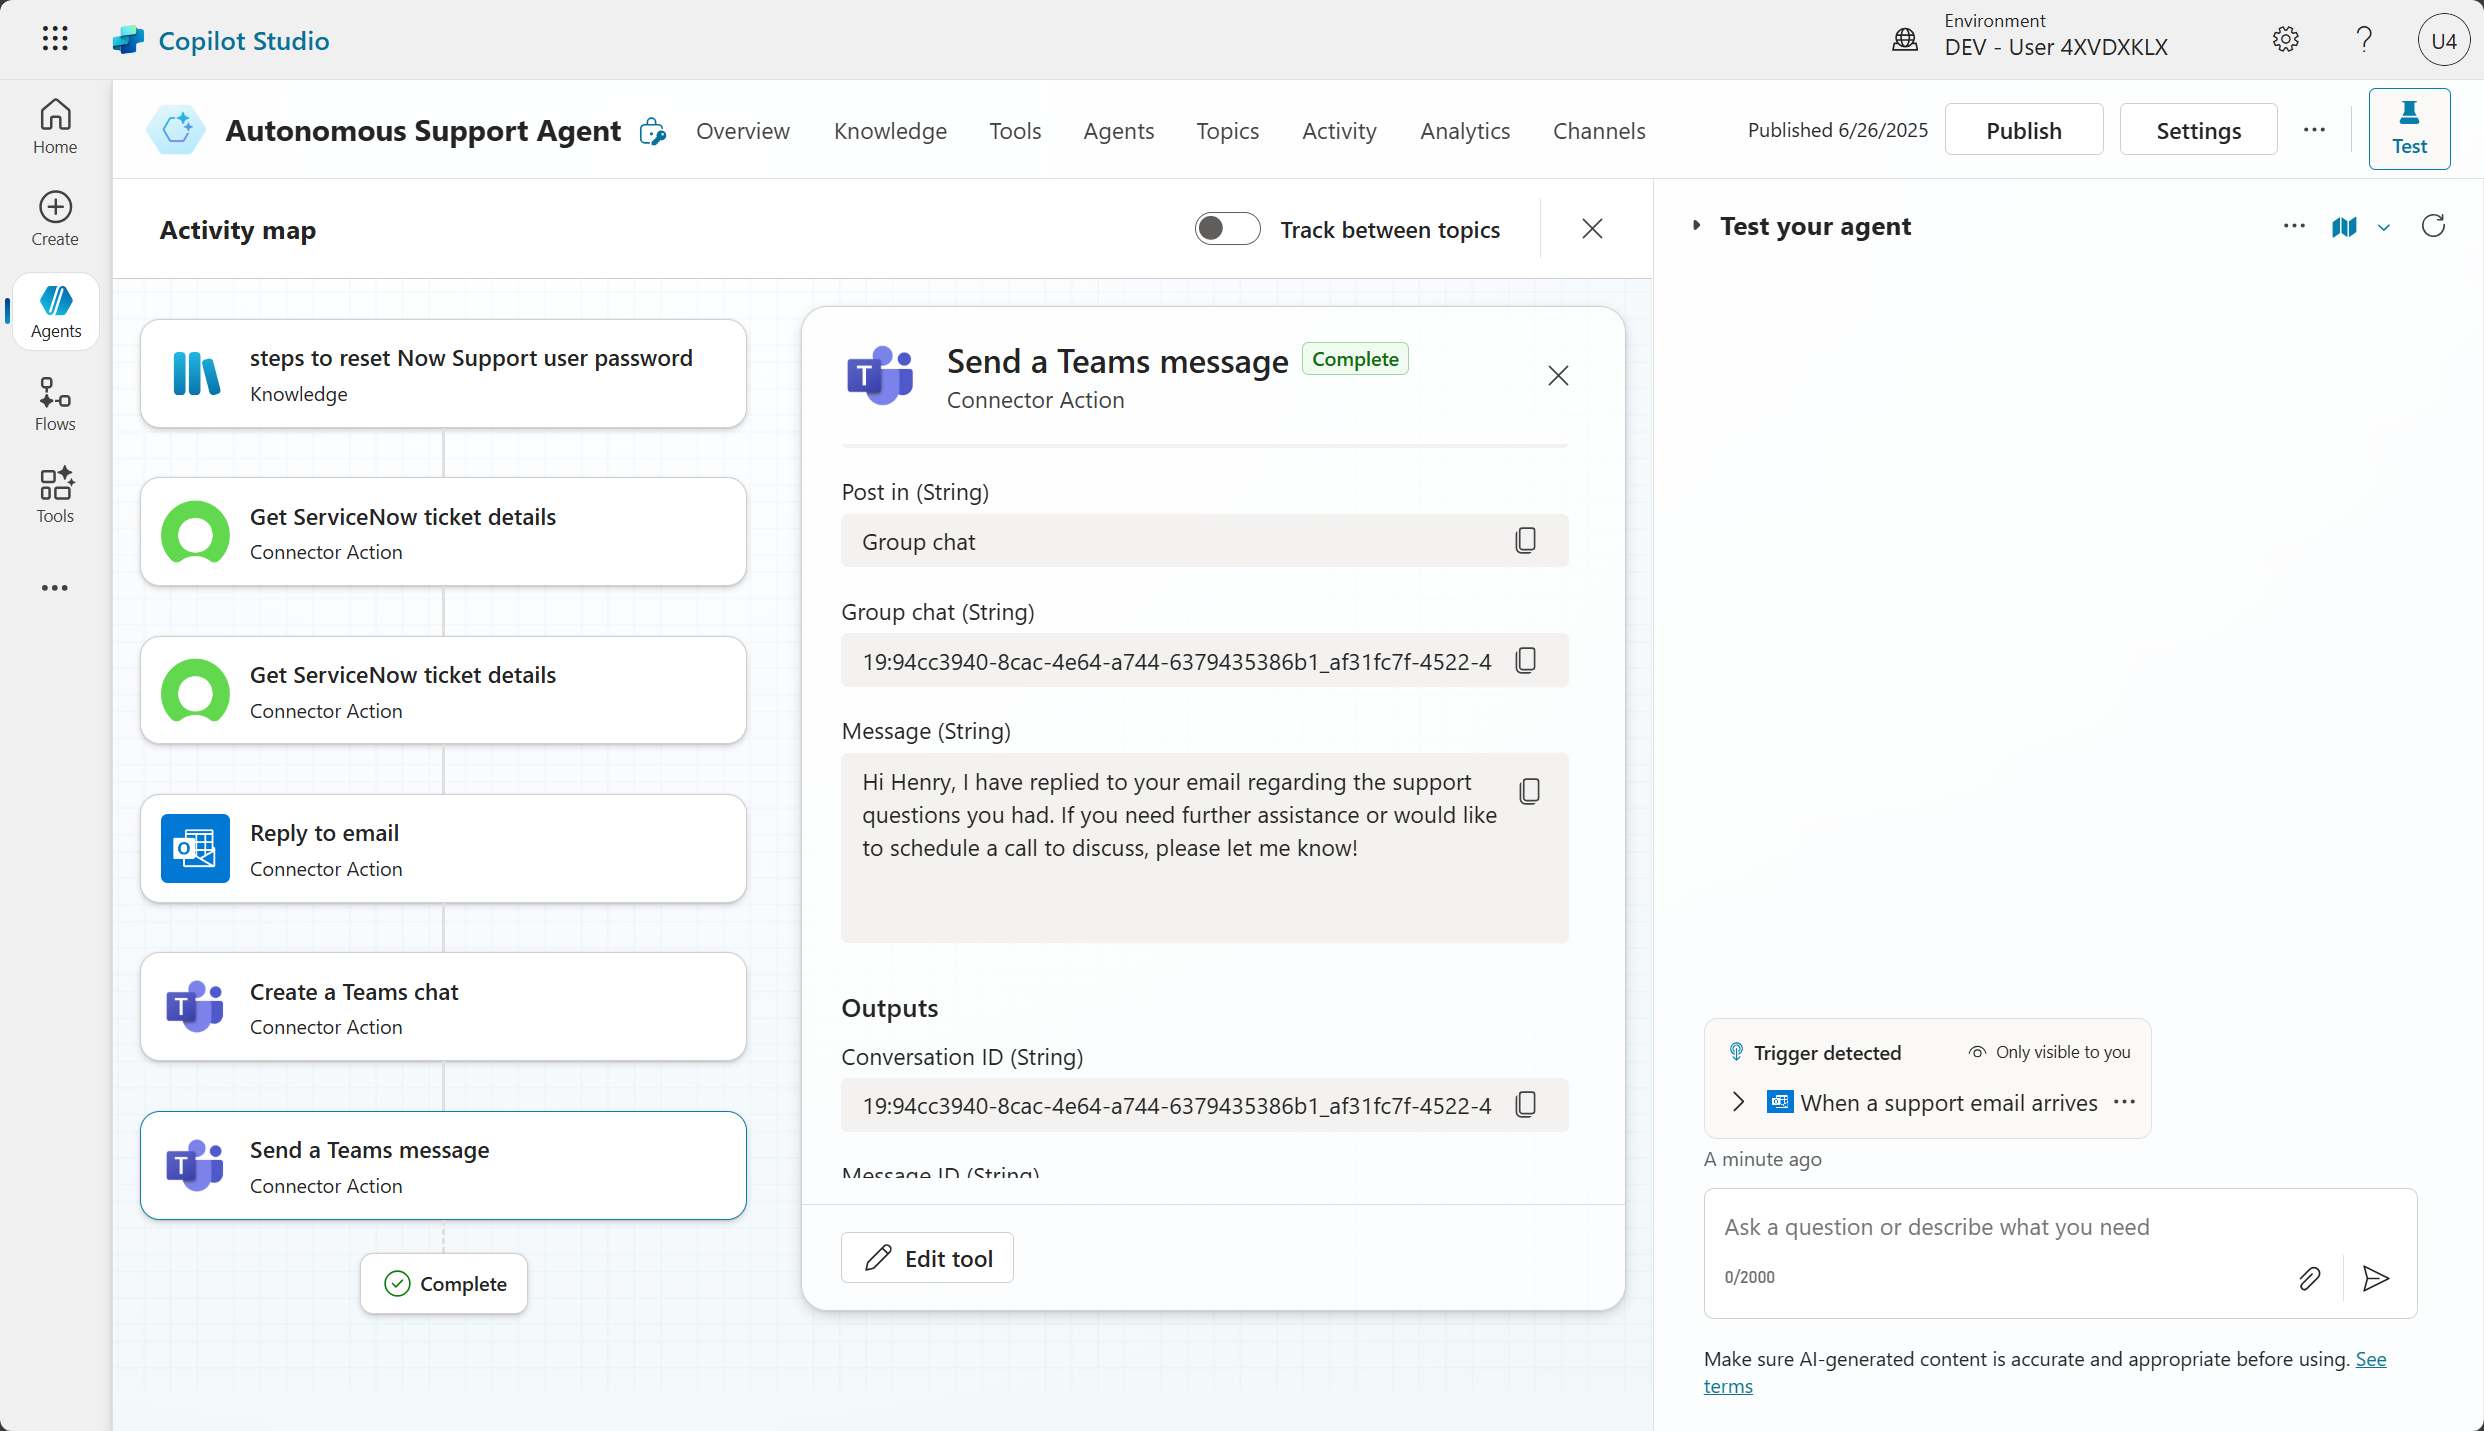 Copilot Studio
Environment
DEV - User 4XVDXKLX
U4
Home
Create
Agents
Flows
Tools
Autonomous Support Agent
Overview
Knowledge
Tools
Agents
Topics
Activity
Analytics
Channels
Published 6/26/2025
Publish
Settings
Test
Activity map
Track between topics
steps to reset Now Support user password
Knowledge
Get ServiceNow ticket details
Connector Action
Get ServiceNow ticket details
Connector Action
Reply to email
Connector Action
Create a Teams chat
Connector Action
Send a Teams message
Connector Action
Complete
Send a Teams message
Complete
Connector Action
Post in (String)
Group chat
Group chat (String)
19:94cc3940-8cac-4e64-a744-6379435386b1_af31fc7f-4522-4
Message (String)
Hi Henry, I have replied to your email regarding the support
questions you had. If you need further assistance or would like
to schedule a call to discuss, please let me know!
Outputs
Conversation ID (String)
19:94cc3940-8cac-4e64-a744-6379435386b1_af31fc7f-4522-4
Message ID (String)
Edit tool
Test your agent
Trigger detected
Only visible to you
When a support email arrives
A minute ago
Ask a question or describe what you need
0/2000
Make sure AI-generated content is accurate and appropriate before using. See
terms